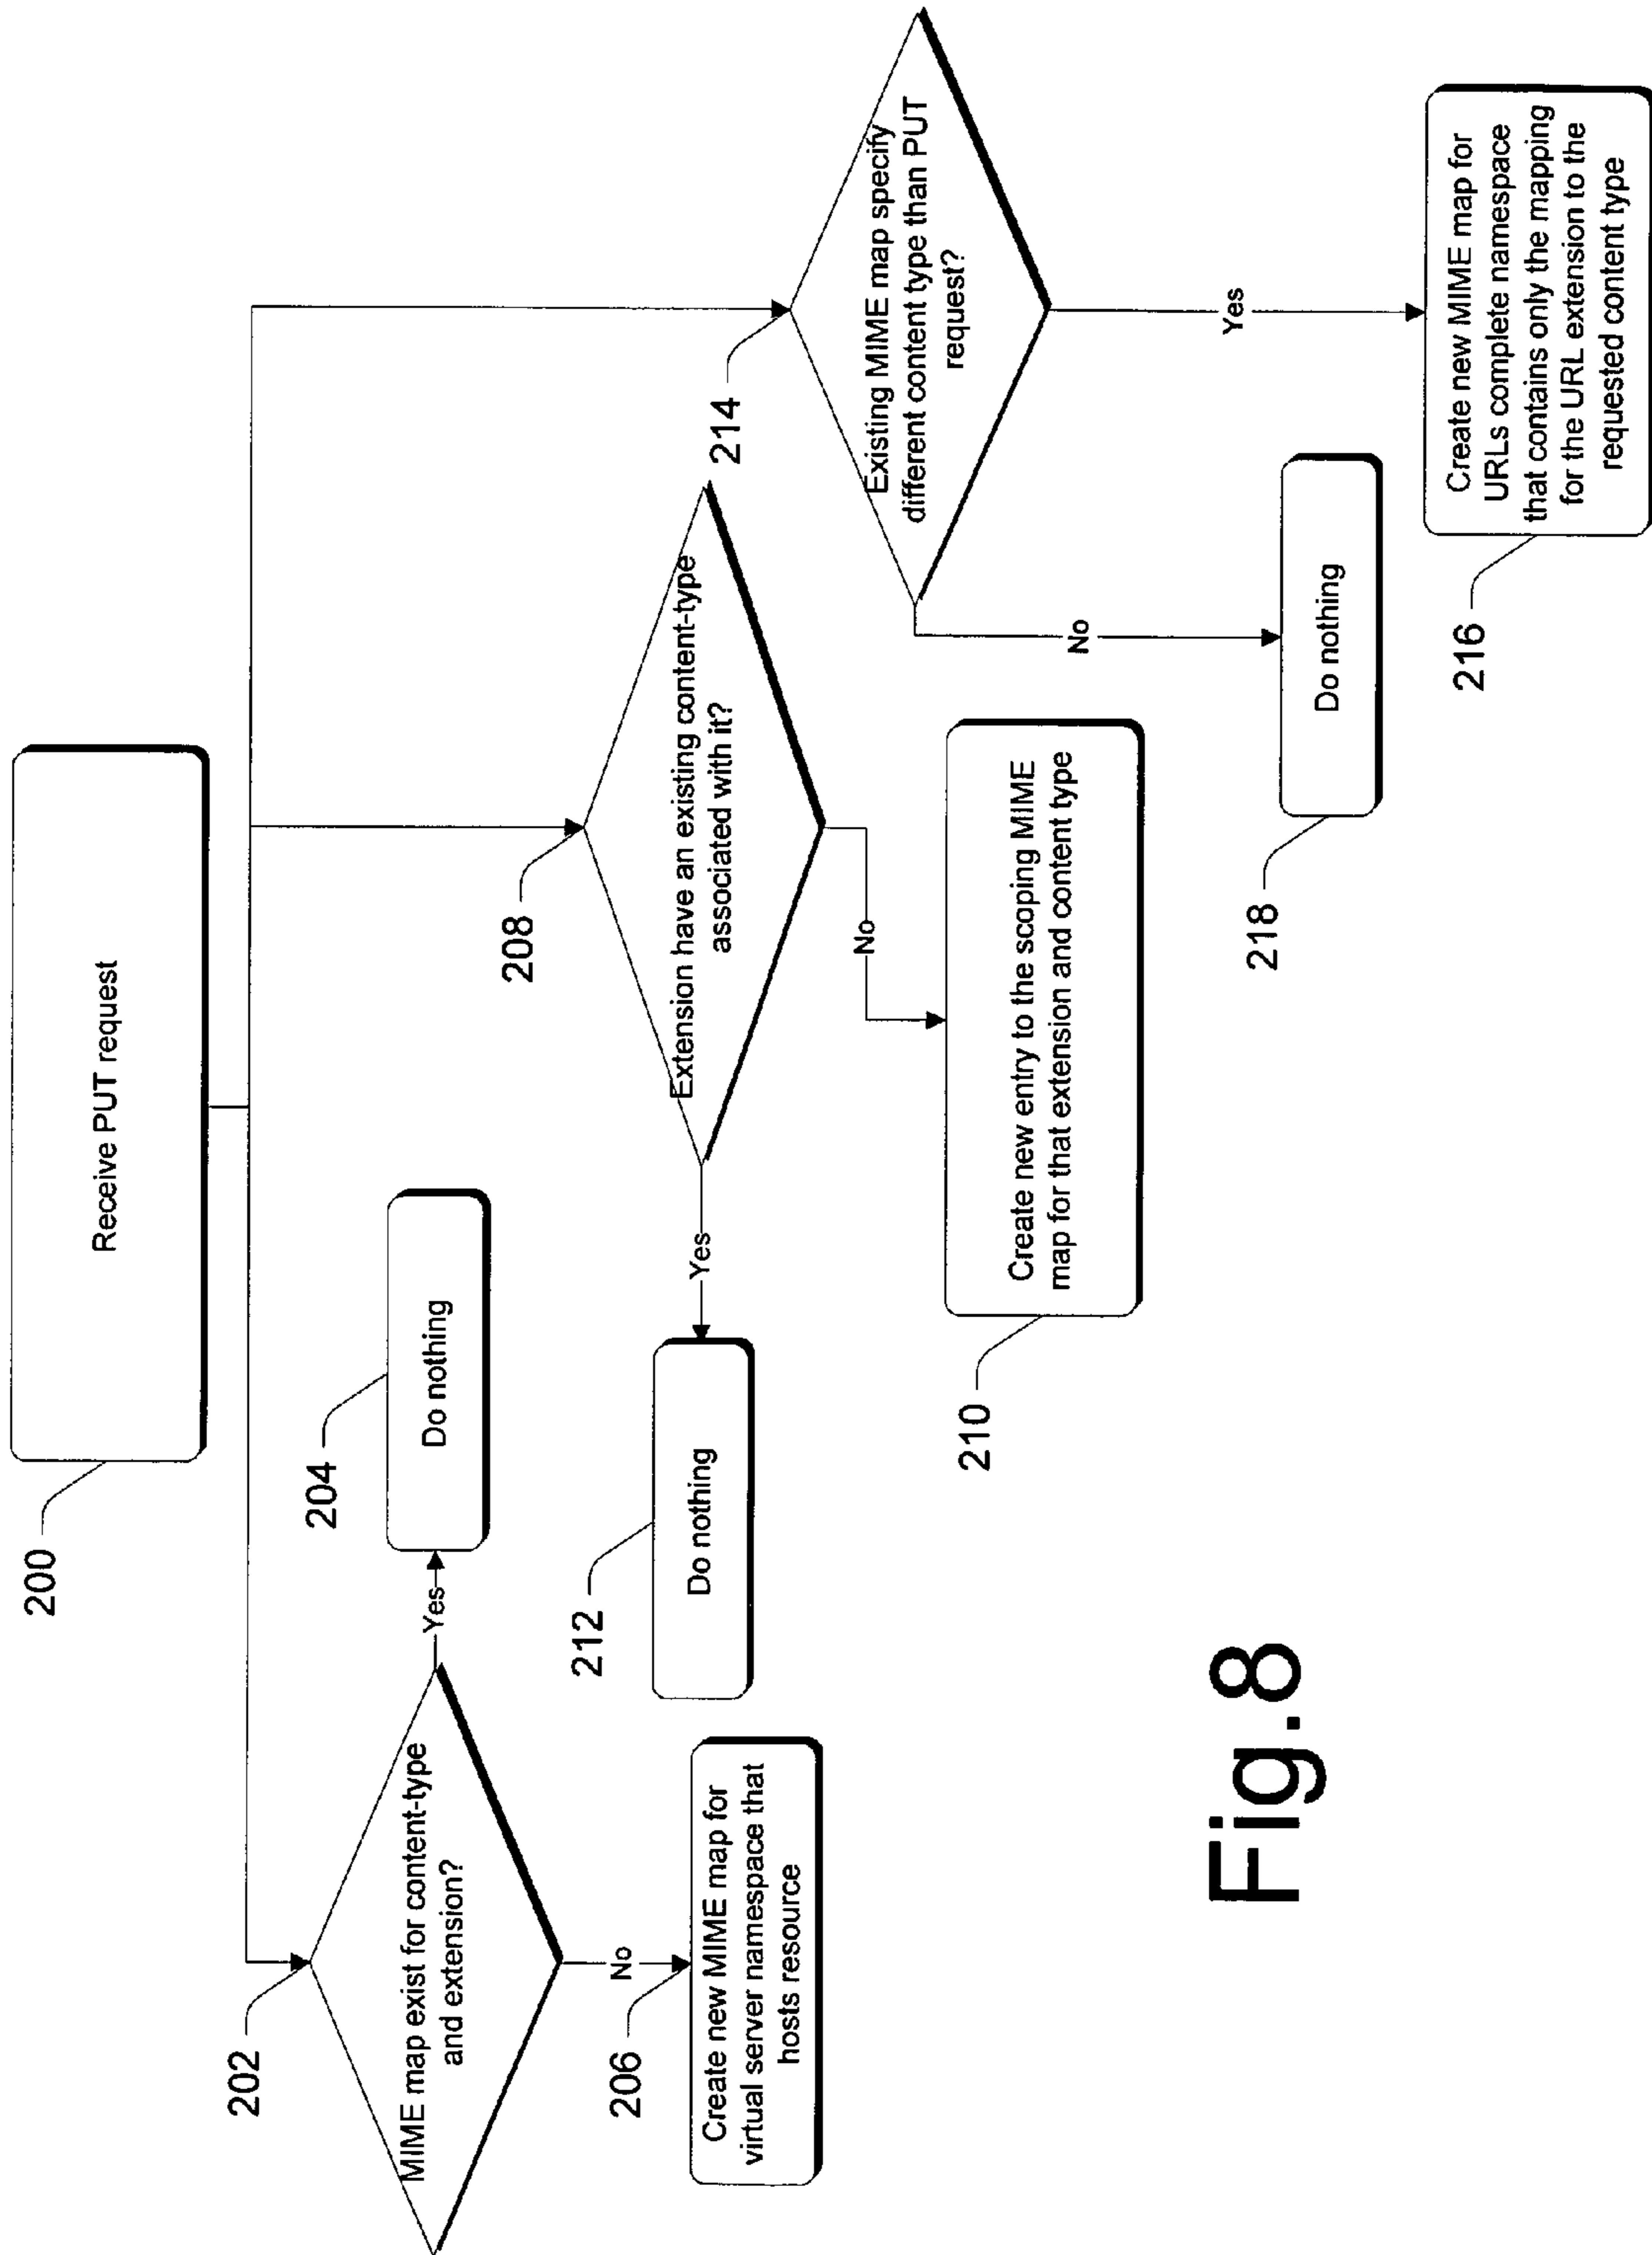 200
Receive PUT request
202
MIME map exist for content-type
and extension?
Yes
204
Do nothing
No
206
Create new MIME map for
virtual server namespace that
hosts resource
208
Extension have an existing content-type
associated with it?
Yes
212
Do nothing
No
210
Create new entry to the scoping MIME
map for that extension and content type
214
Existing MIME map specify
different content type than PUT
request?
No
218
Do nothing
Yes
216
Create new MIME map for
URLs complete namespace
that contains only the mapping
for the URL extension to the
requested content type
Fig.8